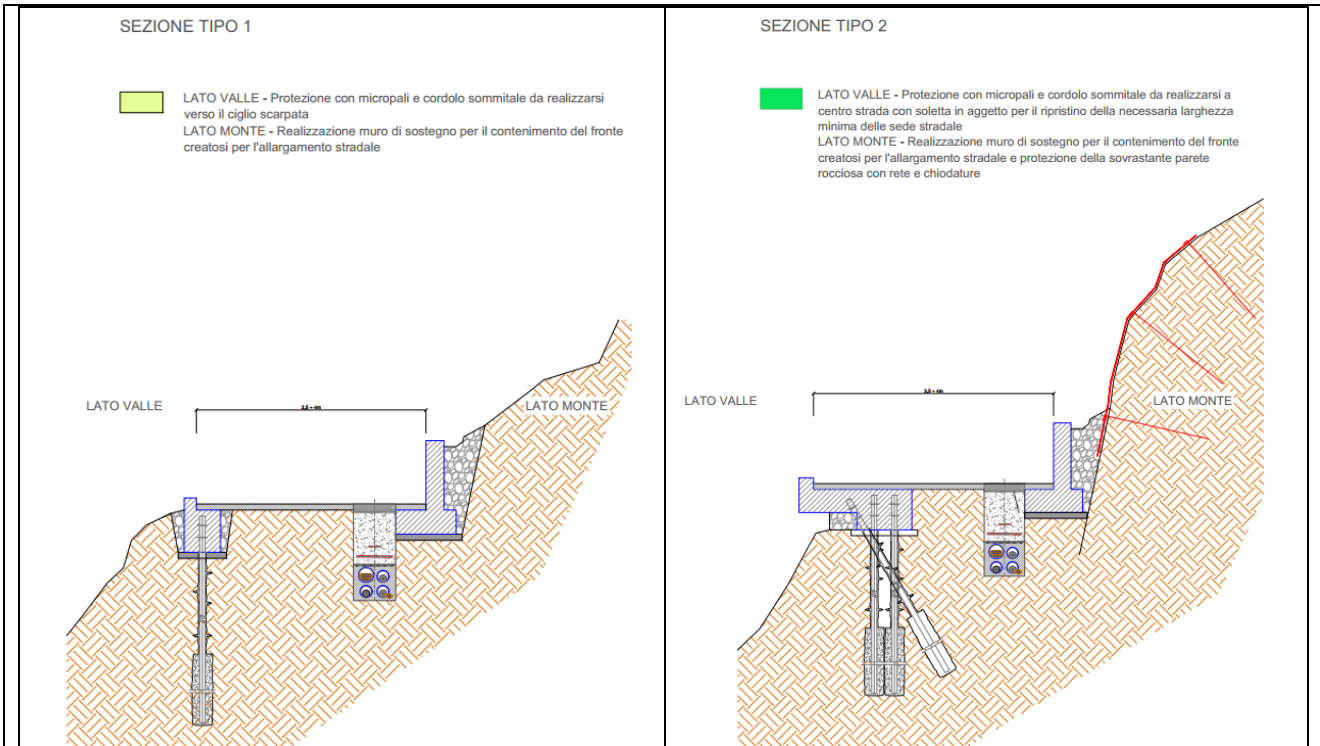 SEZIONE TIPO 1
LATO VALLE - Protezione con micropali e cordolo sommitale da realizzarsi
verso il ciglio scarpata
LATO MONTE - Realizzazione muro di sostegno per il contenimento del fronte
creatosi per l'allargamento stradale
LATO VALLE
LATO MONTE
SEZIONE TIPO 2
LATO VALLE - Protezione con micropali e cordolo sommitale da realizzarsi a
centro strada con soletta in aggetto per il ripristino della necessaria larghezza
minima delle sede stradale
LATO MONTE - Realizzazione muro di sostegno per il contenimento del fronte
creatosi per l'allargamento stradale e protezione della sovrastante parete
rocciosa con rete e chiodature
LATO VALLE
LATO MONTE